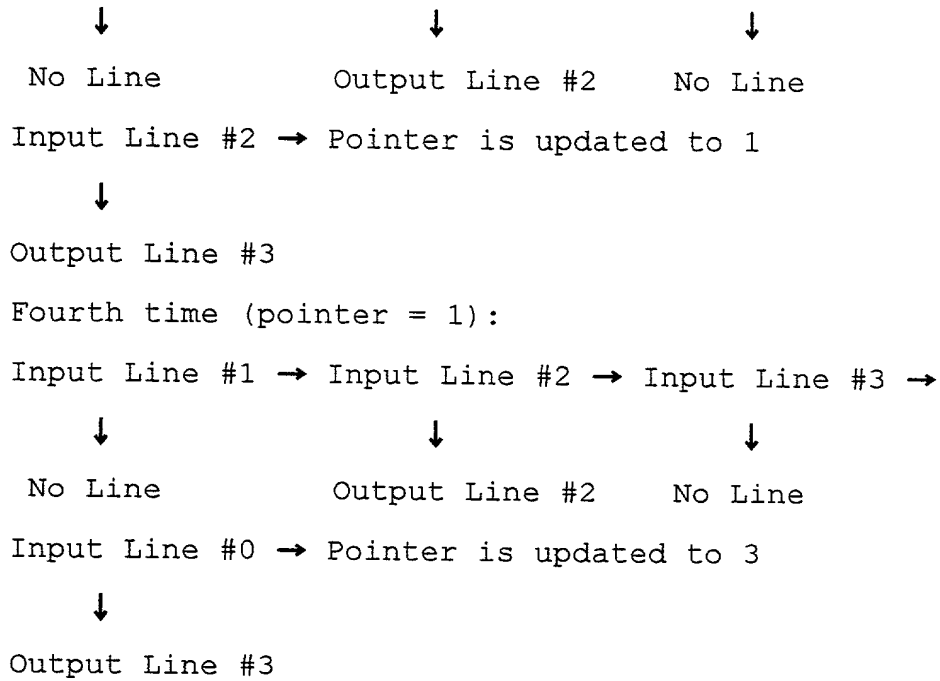 ↓ ↓ ↓
No Line Output Line #2 No Line
Input Line #2 → Pointer is updated to 1
↓
Output Line #3
Fourth time (pointer = 1):
Input Line #1 → Input Line #2 → Input Line #3 →
↓ ↓ ↓
No Line Output Line #2 No Line
Input Line #0 → Pointer is updated to 3
↓
Output Line #3